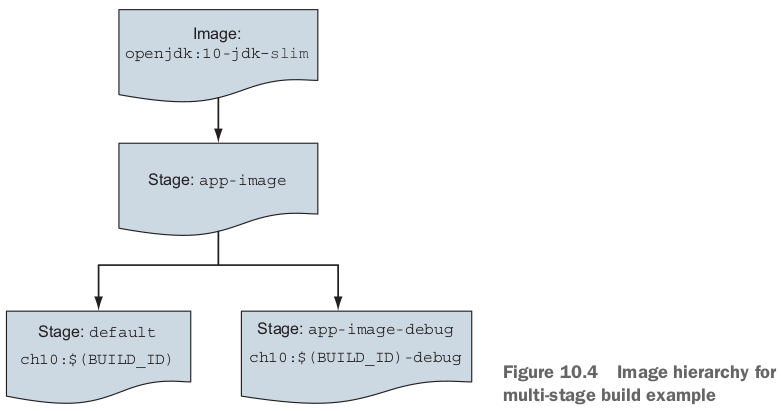 Image:
openjdk:10-jdk-slim
Stage: app-image
Stage: default
ch10:$(BUILD_ID)
Stage: app-image-debug
ch10:$(BUILD_ID)-debug
Figure 10.4 Image hierarchy for
multi-stage build example